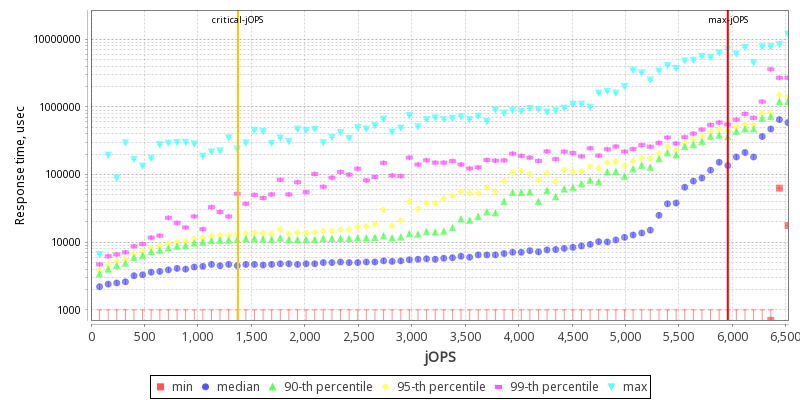 critical-jOPS max-jOPS
10000000
1000000
100000
10000
1000
Response time, usec
0 500 1,000 1,500 2,000 2,500 3,000 3,500 4,000 4,500 5,000 5,500 6,000 6,500
jOPS
min median 90-th percentile 95-th percentile 99-th percentile max